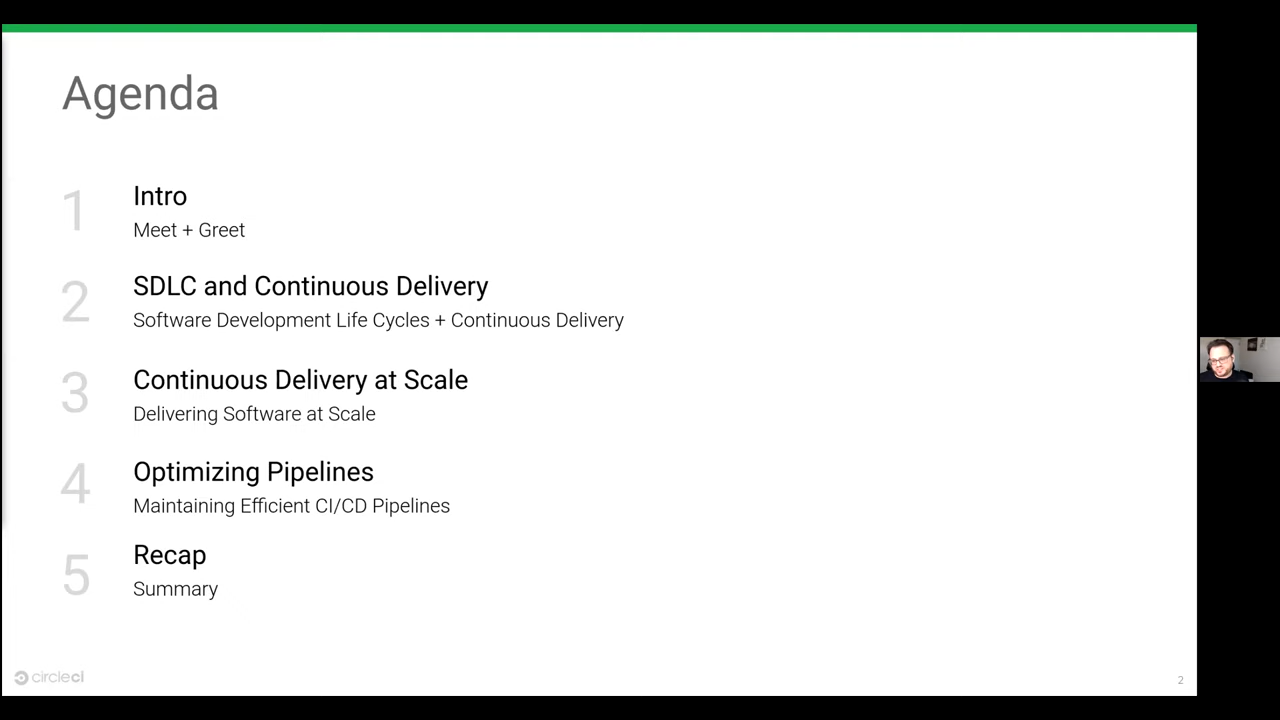 Agenda
1
Intro
Meet + Greet
2
SDLC and Continuous Delivery
Software Development Life Cycles + Continuous Delivery
3
Continuous Delivery at Scale
Delivering Software at Scale
4
Optimizing Pipelines
Maintaining Efficient CI/CD Pipelines
5
Recap
Summary
circleci
2